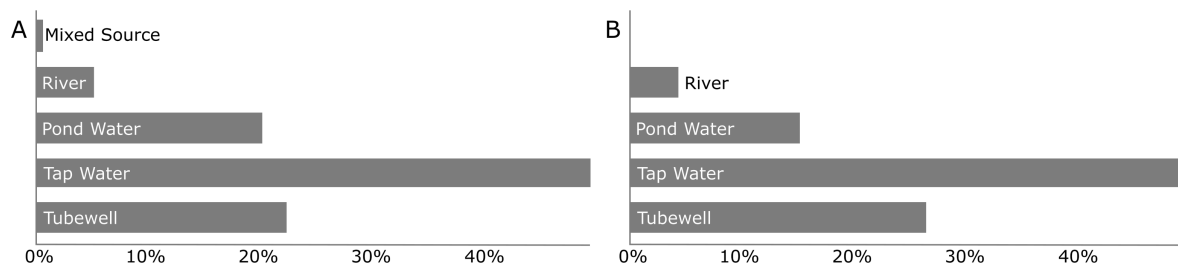 A
Mixed Source
River
Pond Water
Tap Water
Tubewell
0% 10% 20% 30% 40%
B
River
Pond Water
Tap Water
Tubewell
0% 10% 20% 30% 40%